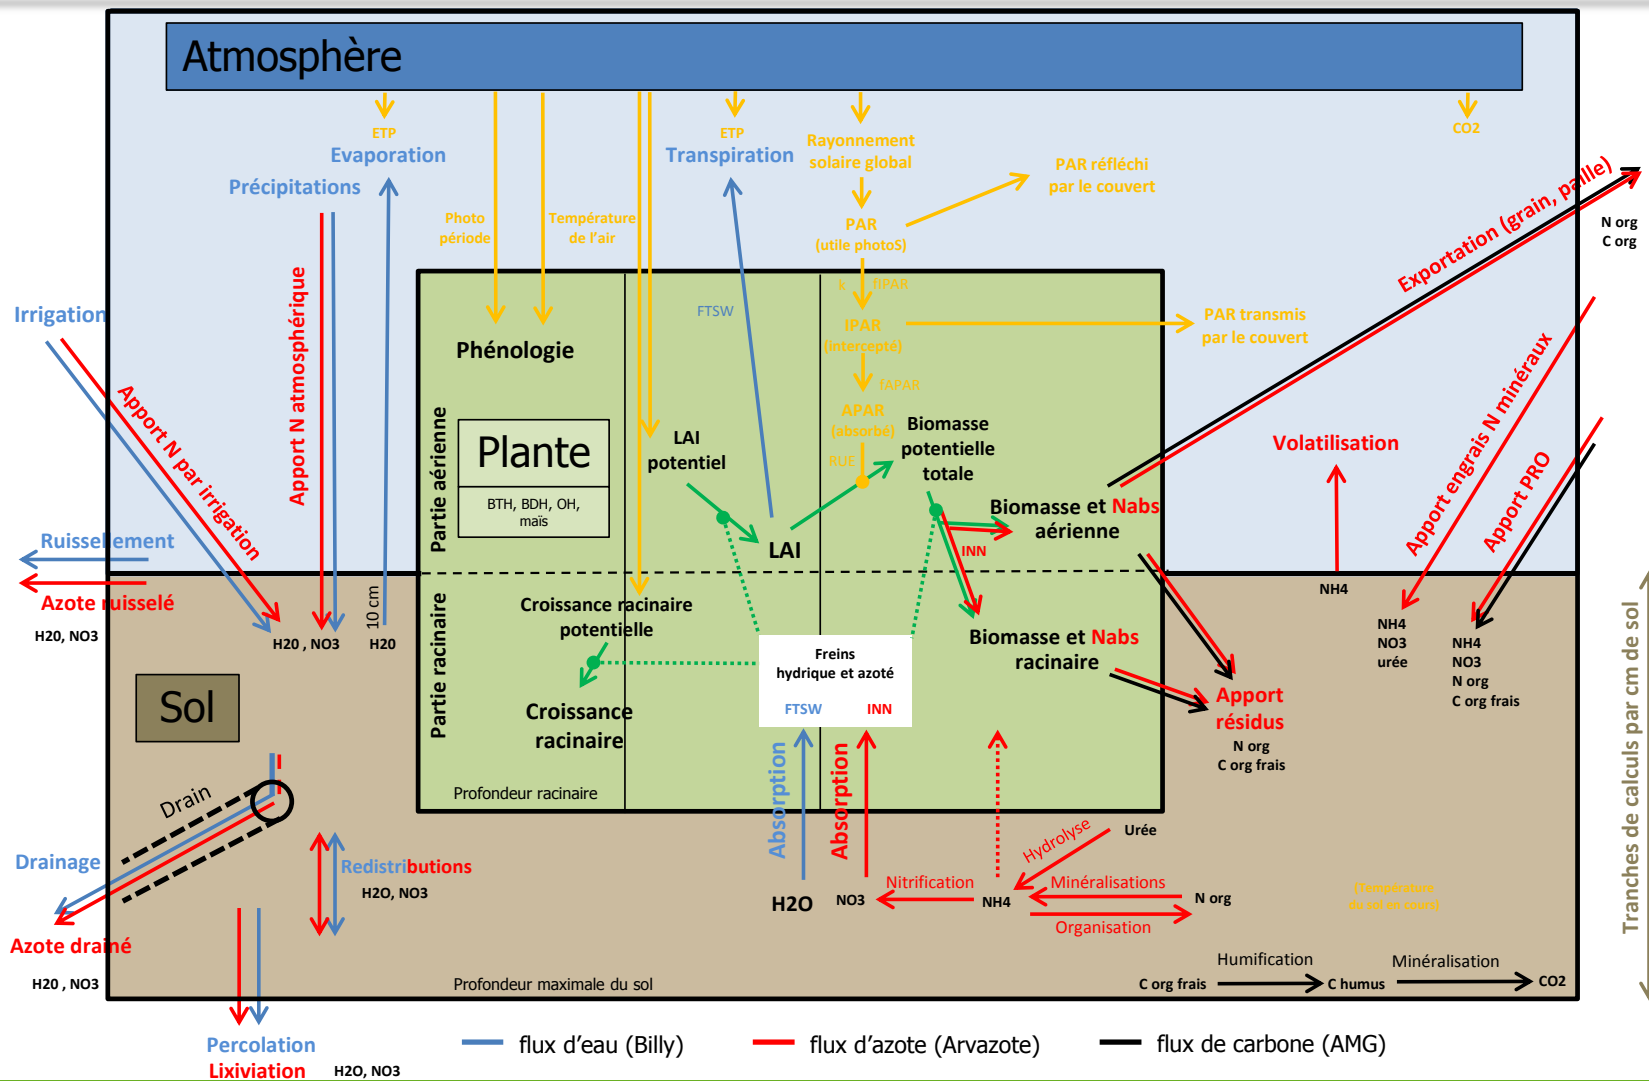 Atmosphère
ETP
Evaporation
Précipitations
ETP
Transpiration
Rayonnement
solaire global
CO2
PAR réfléchi
par le couvert
Photo
période
Température
de l'air
PAR
(utile photoS)
Exportation (grain, paille)
N org
C org
Irrigation
Apport N par irrigation
Apport N atmosphérique
k
fIPAR
FTSW
IPAR
(intercepté)
PAR transmis
par le couvert
Phénologie
fAPAR
APAR
(absorbé)
RUE
Partie aérienne
Plante
BTH, BDH, OH,
maïs
LAI
potentiel
Biomasse
potentielle
totale
LAI
Biomasse et Nabs
aérienne
INN
Volatilisation
NH4
Apport engrais N minéraux
NH4
NO3
urée
Apport PRO
NH4
NO3
N org
C org frais
Ruissellement
Azote ruisselé
H20, NO3
H20 , NO3
10 cm
H20
Partie racinaire
Croissance racinaire
potentielle
Croissance
racinaire
Freins
hydrique et azoté
FTSW
INN
Biomasse et Nabs
racinaire
Apport
résidus
N org
C org frais
Tranches de calculs par cm de sol
Sol
Profondeur racinaire
Drain
Drainage
Azote drainé
H20 , NO3
Redistributions
H2O, NO3
Absorption
Absorption
H2O
NO3
Nitrification
NH4
Hydrolyse
Urée
Minéralisations
N org
Organisation
(Température
du sol en cours)
Humification
Minéralisation
C org frais
C humus
CO2
Profondeur maximale du sol
Percolation
Lixiviation
H2O, NO3
flux d'eau (Billy)
flux d'azote (Arvazote)
flux de carbone (AMG)